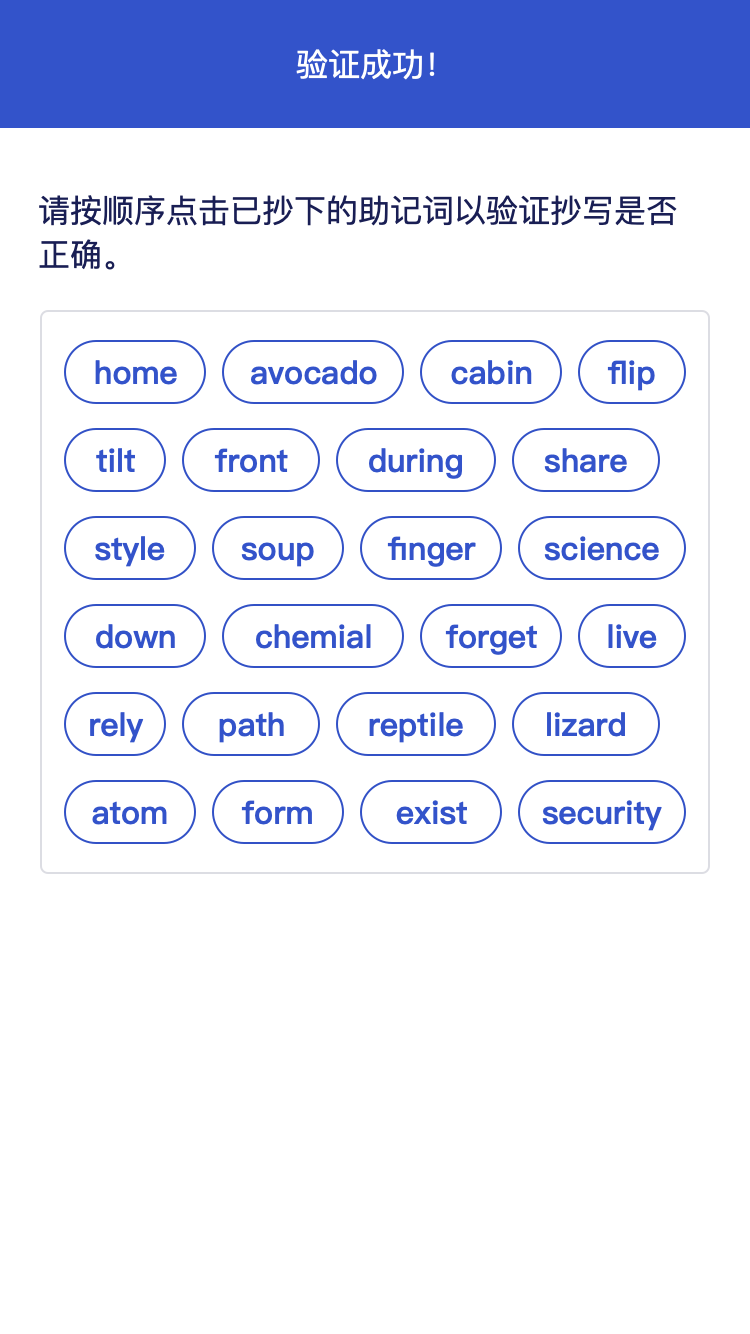 验证成功！
请按顺序点击已抄下的助记词以验证抄写是否
正确。
home avocado cabin flip
tilt front during share
style soup finger science
down chemial forget live
rely path reptile lizard
atom form exist security